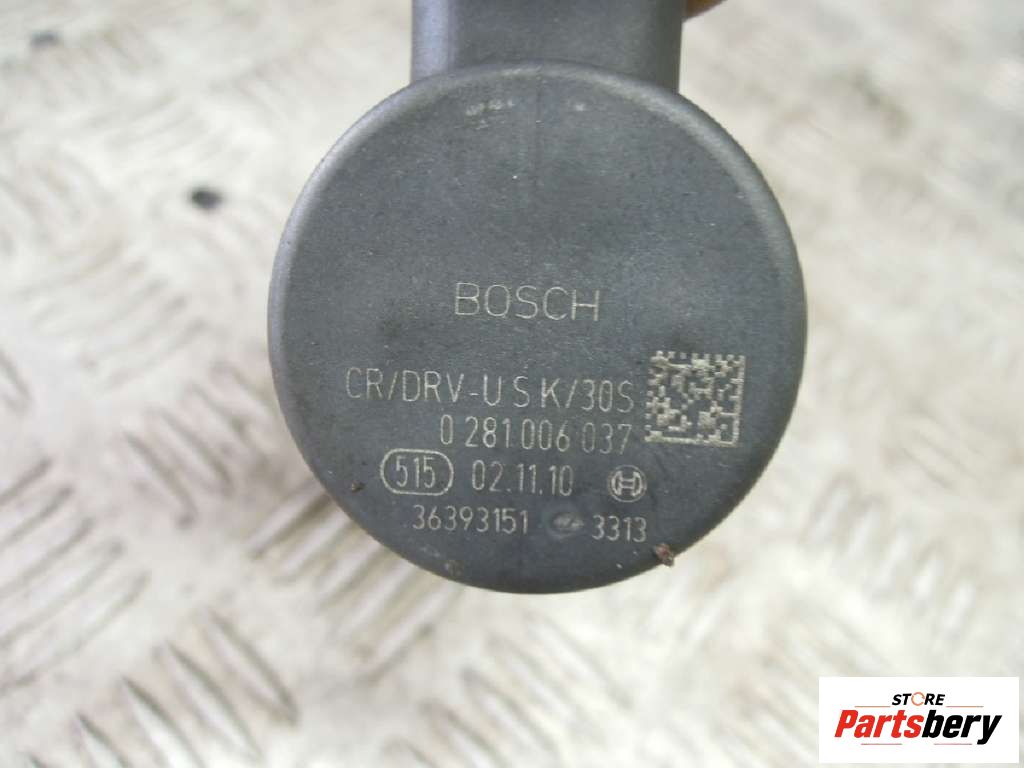 BOSCH
CR/DRV-U S K/30S
0 281 006 037
515 02.11.10
36393151 3313
STORE
Partsbery